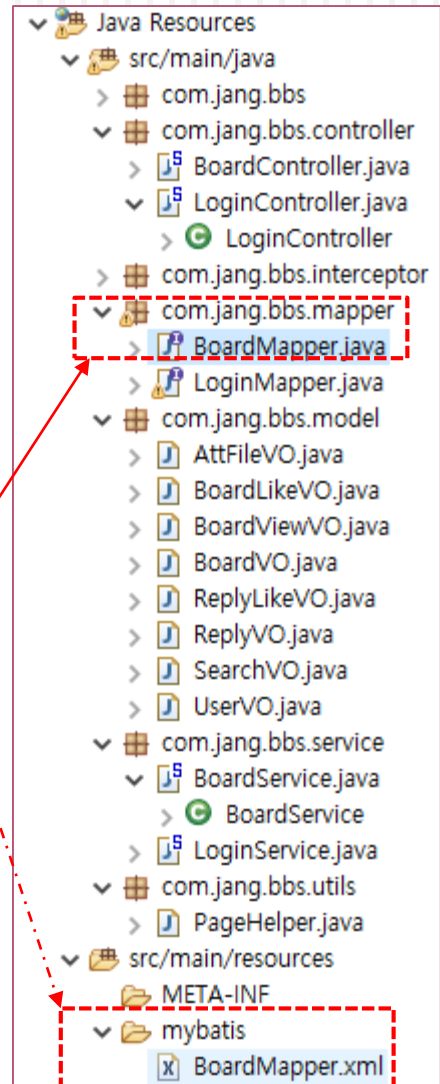 Java Resources
src/main/java
com.jang.bbs
com.jang.bbs.controller
BoardController.java
LoginController.java
LoginController
com.jang.bbs.interceptor
com.jang.bbs.mapper
BoardMapper.java
LoginMapper.java
com.jang.bbs.model
AttFileVO.java
BoardLikeVO.java
BoardViewVO.java
BoardVO.java
ReplyLikeVO.java
ReplyVO.java
SearchVO.java
UserVO.java
com.jang.bbs.service
BoardService.java
BoardService
LoginService.java
com.jang.bbs.utils
PageHelper.java
src/main/resources
META-INF
mybatis
BoardMapper.xml